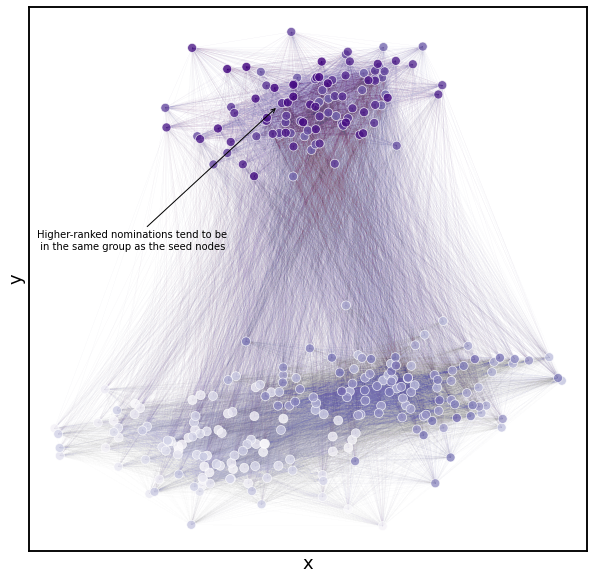 Higher-ranked nominations tend to be
in the same group as the seed nodes
y
x